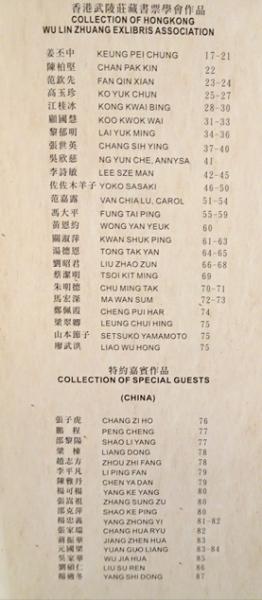 香港武陵莊藏書票學會作品
COLLECTION OF HONGKONG
WU LIN ZHUANG EXLIBRIS ASSOCIATION
姜丕中 KEUNG PEI CHUNG 17-21
陳柏堅 CHAN PAK KIN 22
范欽先 FAN QIN XIAN 23-24
高玉珍 KO YUK CHUN 25-27
江桂冰 KONG KWAI BING 28-30
顧國慧 KOO KWOK WAI 31-33
黎郁明 LAI YUK MING 34-36
張世英 CHANG SIH YING 37-40
吳欣慈 NG YUN CHE, ANNYSA 41
李詩敏 LEE SZE MAN 42-45
佐佐木羊子 YOKO SASAKI 46-50
范嘉露 VAN CHIA LU, CAROL 51-54
馮大平 FUNG TAI PING 55-59
黃恩約 WONG YAN YEUK 60
關淑萍 KWAN SHUK PING 61-63
湯德恩 TONG TAK YAN 64-65
劉昭君 LIU ZHAO ZUN 66-68
蔡潔明 TSOI KIT MING 69
朱明德 CHU MING TAK 70-71
馬宏深 MA WAN SUM 72-73
鄭佩霞 CHENG PUI HAR 74
梁翠卿 LEUNG CHUI HING 75
山本節子 SETSUKO YAMAMOTO 75
廖武洪 LIAO WU HONG 75
特約嘉賓作品
COLLECTION OF SPECIAL GUESTS
(CHINA)
張子虎 CHANG ZI HO 76
鵬程 PENG CHENG 77
邵黎陽 SHAO LI YANG 77
梁棟 LIANG DONG 78
趙志方 ZHOU ZHI FANG 78
李平凡 LI PING FAN 79
陳雅丹 CHEN YA DAN 79
楊可楊 YANG KE YANG 80
張嵩祖 ZHANG SUNG ZU 80
邵克萍 SHAO KE PING 80
楊忠義 YANG ZHONG YI 81-82
張家瑞 CHANG HUA RYU 82
蔣振華 JIANG ZHEN HUA 83
元國梁 YUAN GUO LIANG 83-84
吳家華 WU JIA HUA 85
劉碩仁 LIU SU REN 86
楊適冬 YANG SHI DONG 87